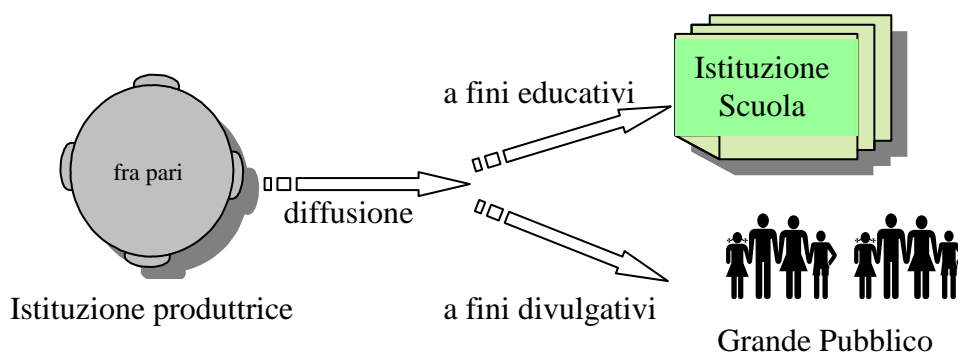 Istituzione
Scuola
a fini educativi
fra pari
diffusione
Istituzione produttrice
a fini divulgativi
Grande Pubblico